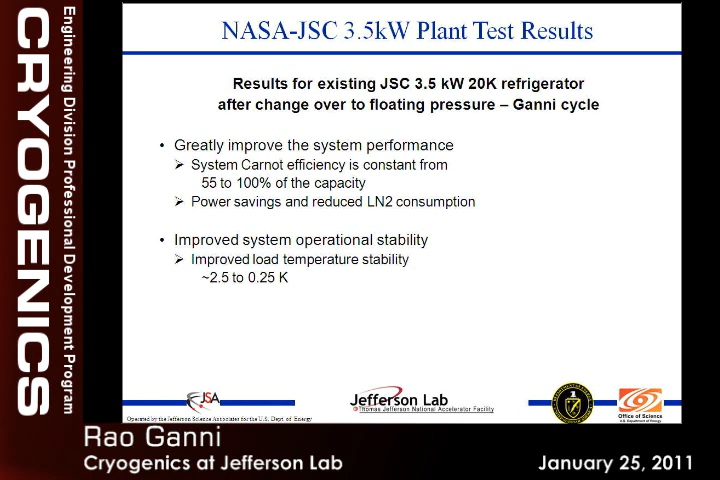 Engineering Division Professional Development Program
CRYOGENICS
NASA-JSC 3.5kW Plant Test Results
Results for existing JSC 3.5 kW 20K refrigerator
after change over to floating pressure – Ganni cycle
• Greatly improve the system performance
➢ System Carnot efficiency is constant from
55 to 100% of the capacity
➢ Power savings and reduced LN2 consumption
• Improved system operational stability
➢ Improved load temperature stability
~2.5 to 0.25 K
JSA
Operated by the Jefferson Science Associates for the U.S. Dept. of Energy
Jefferson Lab
Thomas Jefferson National Accelerator Facility
Office of Science
U.S. Department of Energy
Rao Ganni
Cryogenics at Jefferson Lab
January 25, 2011